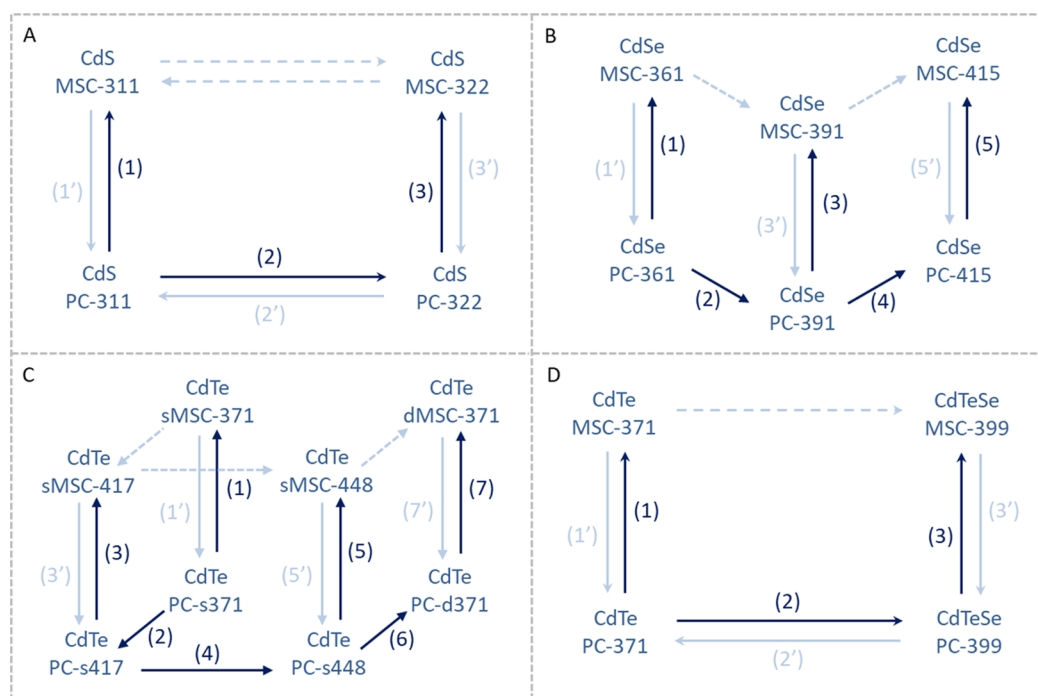 A
CdS
MSC-311
CdS
MSC-322
(1)
(1’)
(3)
(3’)
(2)
CdS
PC-311
CdS
PC-322
(2’)
B
CdSe
MSC-361
CdSe
MSC-415
CdSe
MSC-391
(1)
(1’)
(5)
(5’)
(3)
(3’)
CdSe
PC-361
CdSe
PC-415
(2)
CdSe
PC-391
(4)
C
CdTe
sMSC-371
CdTe
dMSC-371
CdTe
sMSC-417
CdTe
sMSC-448
(1)
(7)
(1’)
(7’)
(3)
(5)
(3’)
(5’)
CdTe
PC-s371
CdTe
PC-d371
(2)
(6)
CdTe
PC-s417
(4)
CdTe
PC-s448
D
CdTe
MSC-371
CdTeSe
MSC-399
(1)
(1’)
(3)
(3’)
(2)
CdTe
PC-371
CdTeSe
PC-399
(2’)